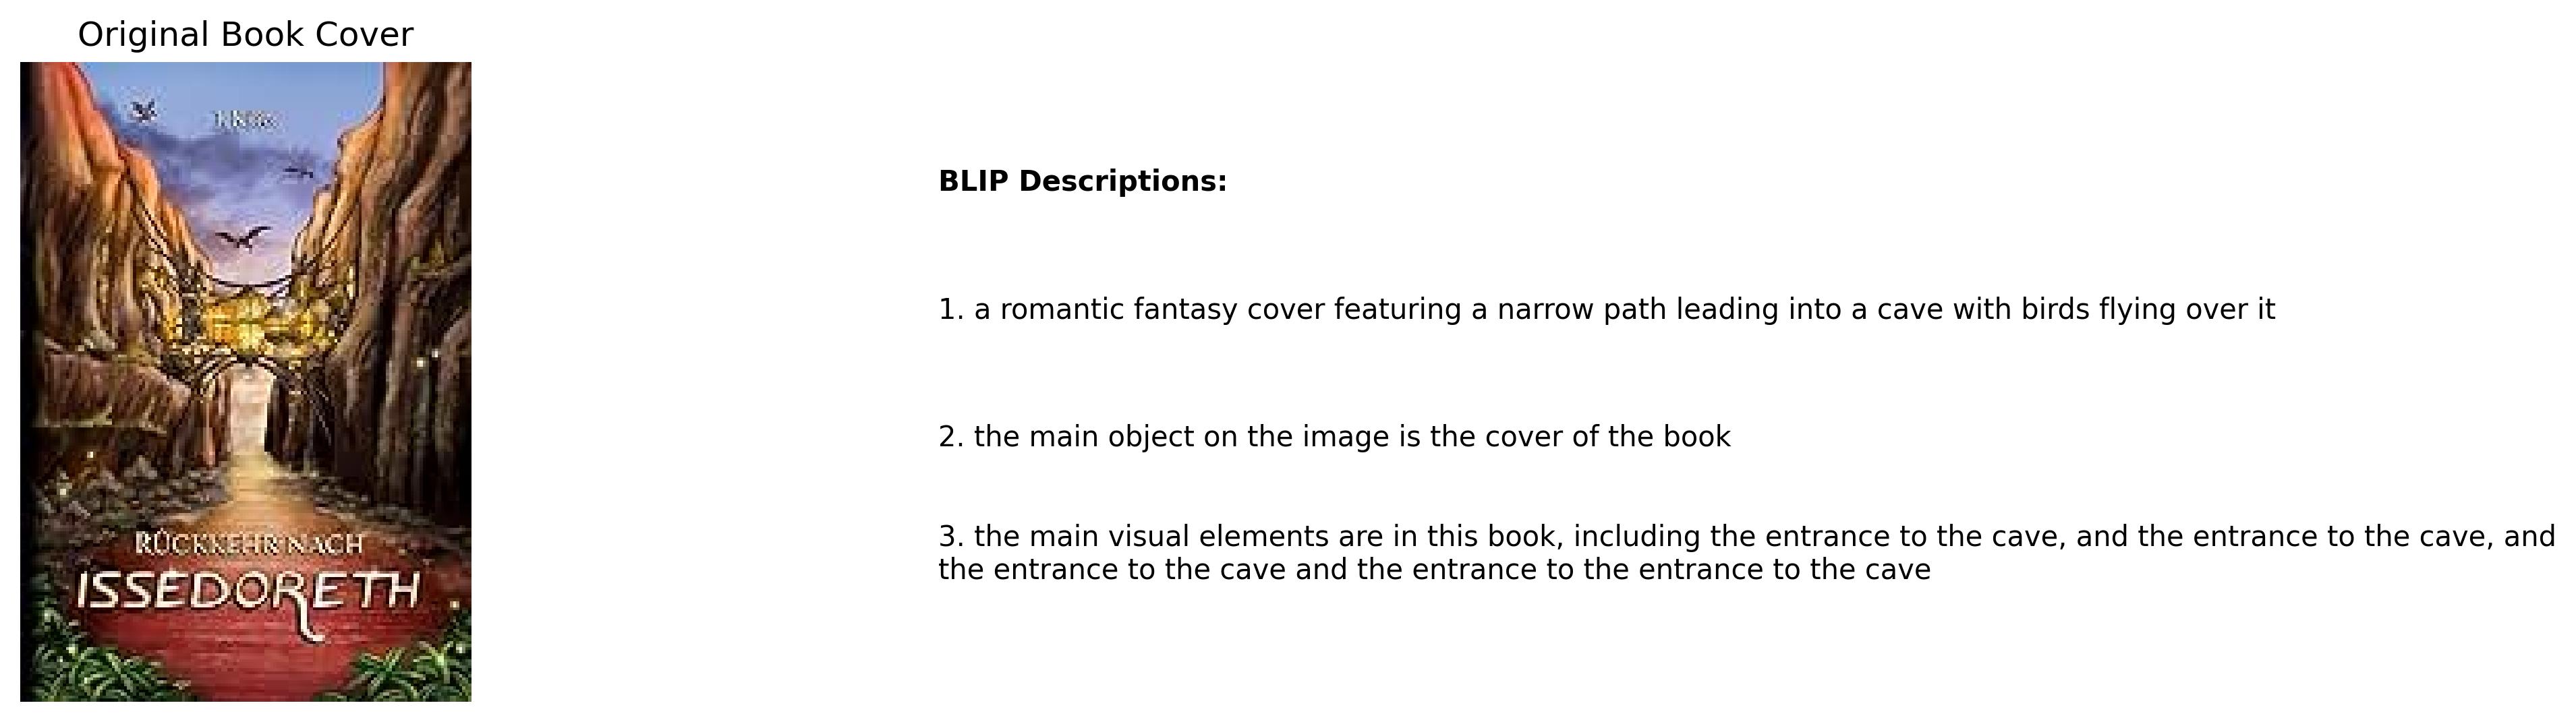 Original Book Cover
RÜCKKEHR NACH
ISSEDORETH
BLIP Descriptions:
1. a romantic fantasy cover featuring a narrow path leading into a cave with birds flying over it
2. the main object on the image is the cover of the book
3. the main visual elements are in this book, including the entrance to the cave, and the entrance to the cave, and
the entrance to the cave and the entrance to the entrance to the cave